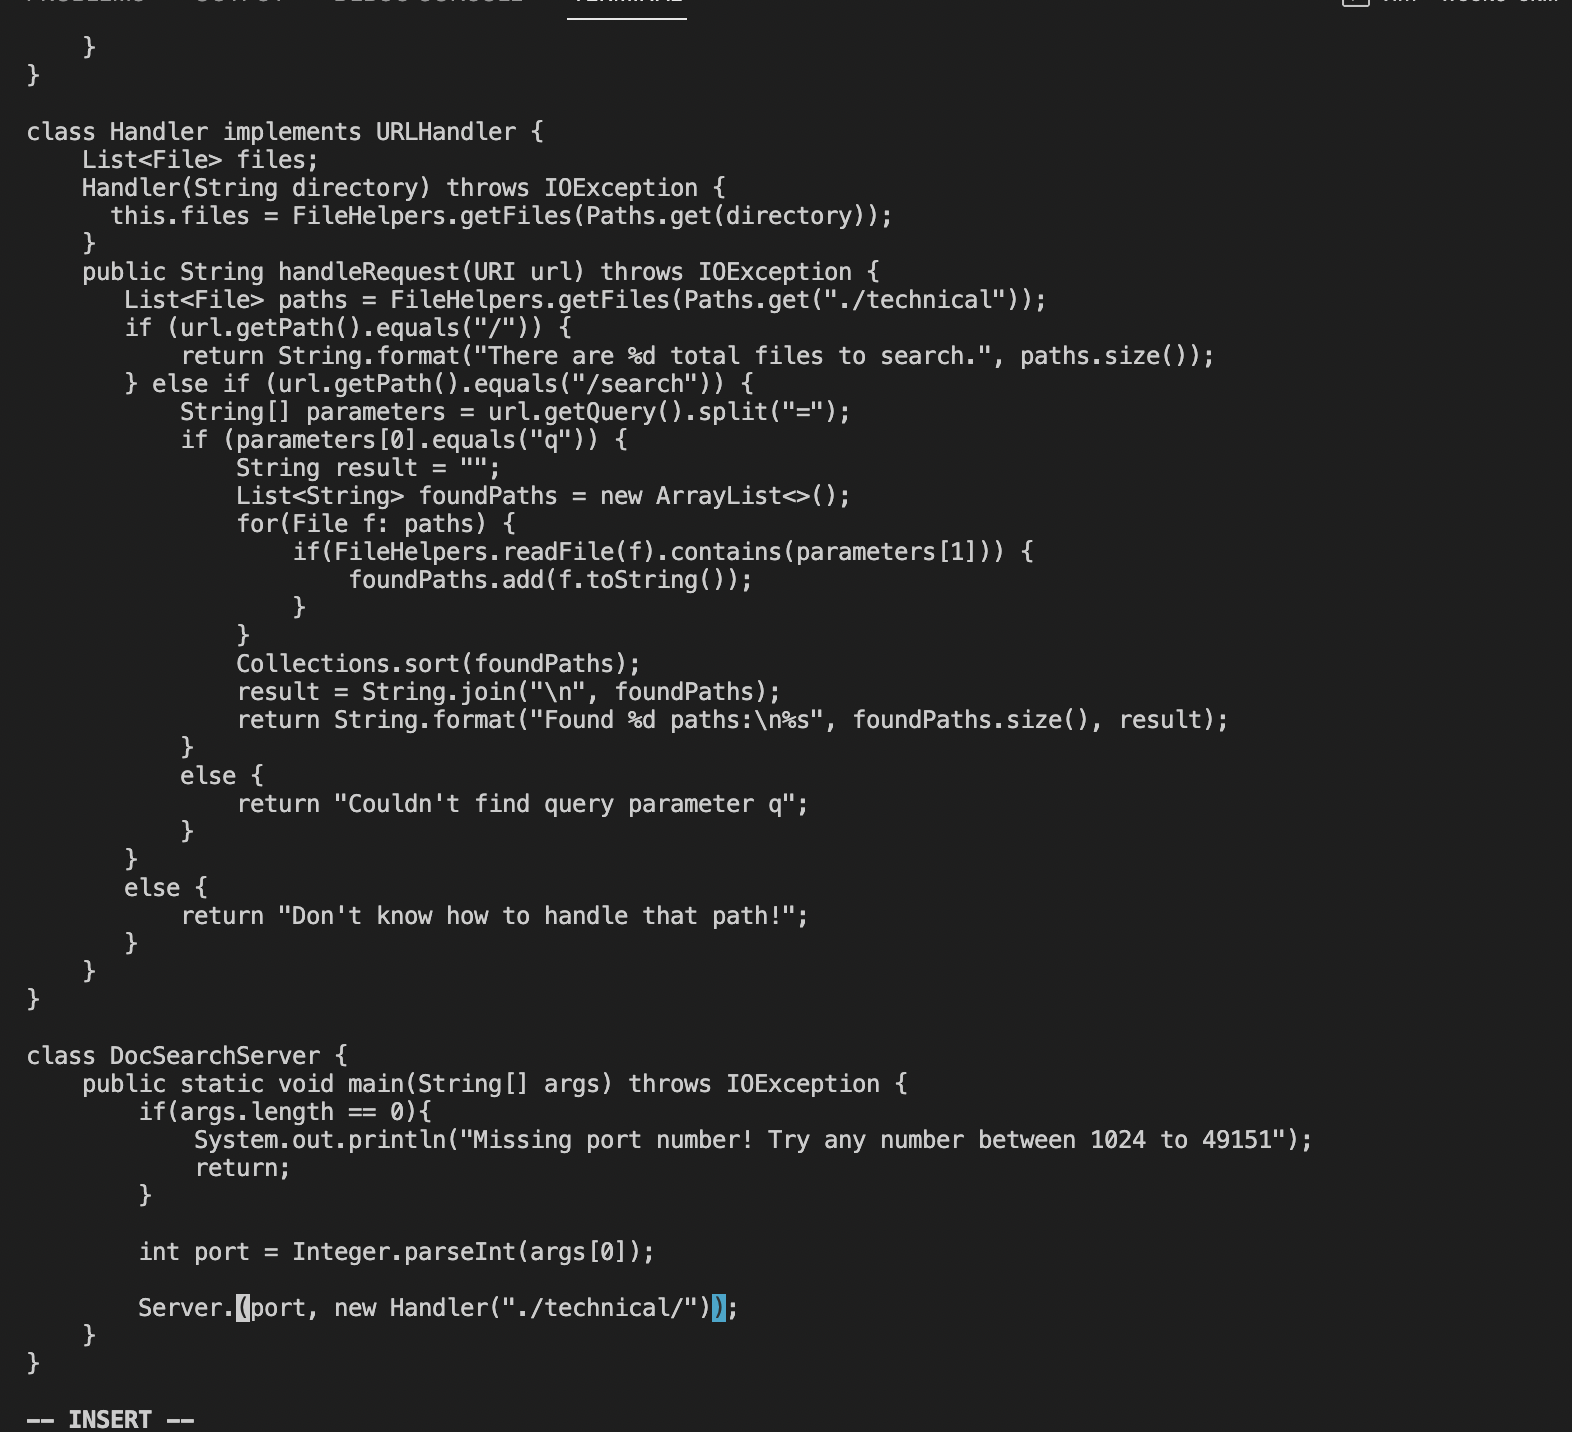 }
}

class Handler implements URLHandler {
    List<File> files;
    Handler(String directory) throws IOException {
      this.files = FileHelpers.getFiles(Paths.get(directory));
    }
    public String handleRequest(URI url) throws IOException {
       List<File> paths = FileHelpers.getFiles(Paths.get("./technical"));
       if (url.getPath().equals("/")) {
           return String.format("There are %d total files to search.", paths.size());
       } else if (url.getPath().equals("/search")) {
           String[] parameters = url.getQuery().split("=");
           if (parameters[0].equals("q")) {
               String result = "";
               List<String> foundPaths = new ArrayList<>();
               for(File f: paths) {
                   if(FileHelpers.readFile(f).contains(parameters[1])) {
                       foundPaths.add(f.toString());
                   }
               }
               Collections.sort(foundPaths);
               result = String.join("\n", foundPaths);
               return String.format("Found %d paths:\n%s", foundPaths.size(), result);
           }
           else {
               return "Couldn't find query parameter q";
           }
       }
       else {
           return "Don't know how to handle that path!";
       }
    }
}

class DocSearchServer {
    public static void main(String[] args) throws IOException {
        if(args.length == 0){
            System.out.println("Missing port number! Try any number between 1024 to 49151");
            return;
        }

        int port = Integer.parseInt(args[0]);

        Server.(port, new Handler("./technical/"));
    }
}

-- INSERT --